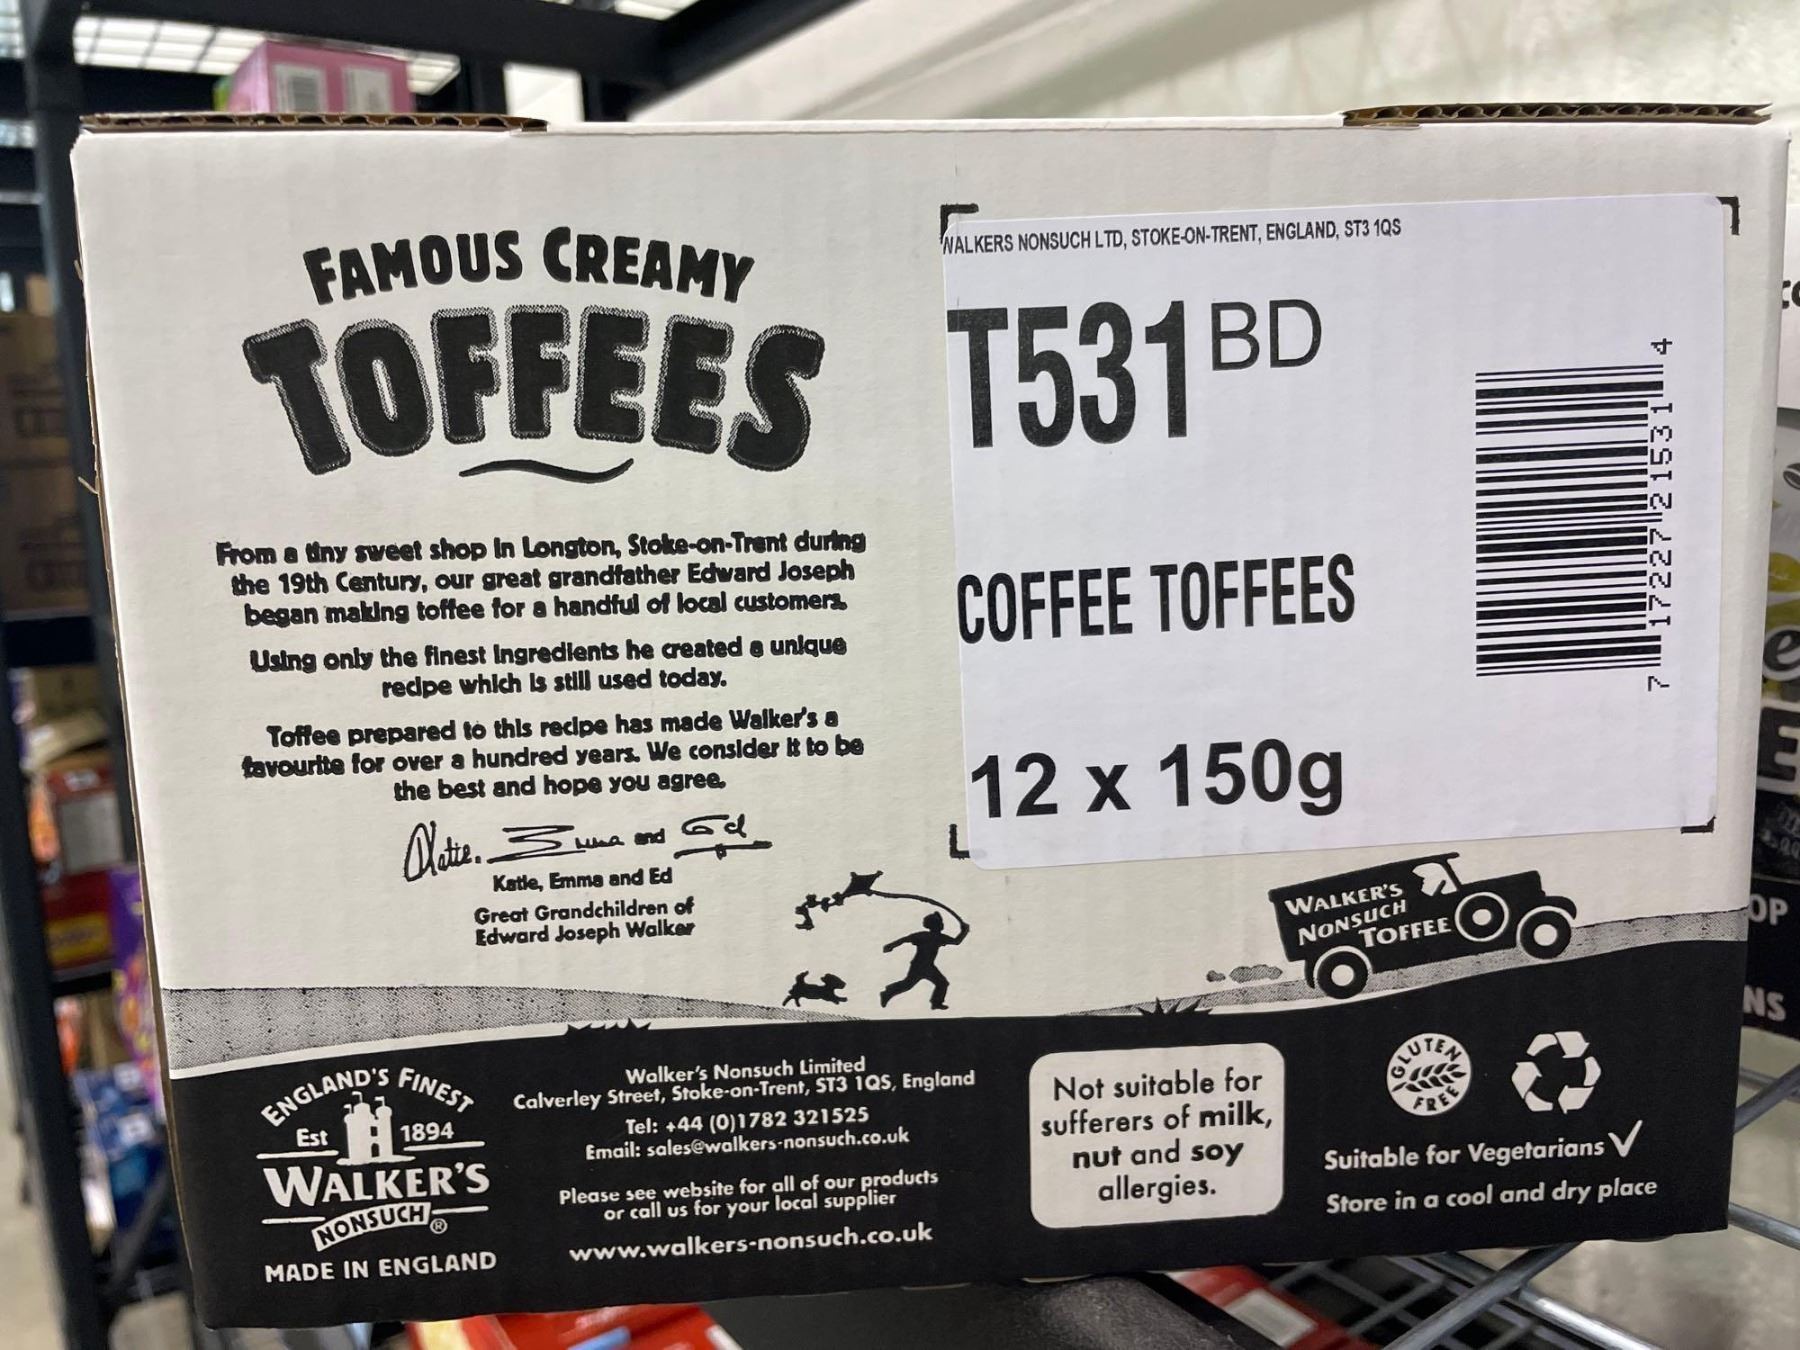 FAMOUS CREAMY
TOFFEES
From a tiny sweet shop in Longton, Stoke-on-Trent during
the 19th Century, our great grandfather Edward Joseph
began making toffee for a handful of local customers.
Using only the finest ingredients he created a unique
recipe which is still used today.
Toffee prepared to this recipe has made Walker's a
favourite for over a hundred years. We consider it to be
the best and hope you agree.
Katie, Emma and Ed
Katie, Emma and Ed
Great Grandchildren of
Edward Joseph Walker
WALKERS NONSUCH LTD, STOKE-ON-TRENT, ENGLAND, ST3 1QS
T531 BD
COFFEE TOFFEES
12 x 150g
7 17227 21531 4
WALKER'S
NONSUCH
TOFFEE
ENGLAND'S FINEST
Est 1894
WALKER'S
NONSUCH ®
MADE IN ENGLAND
Walker's Nonsuch Limited
Calverley Street, Stoke-on-Trent, ST3 1QS, England
Tel: +44 (0)1782 321525
Email: sales@walkers-nonsuch.co.uk
Please see website for all of our products
or call us for your local supplier
www.walkers-nonsuch.co.uk
Not suitable for
sufferers of milk,
nut and soy
allergies.
GLUTEN
FREE
Suitable for Vegetarians ✓
Store in a cool and dry place
OP
NS